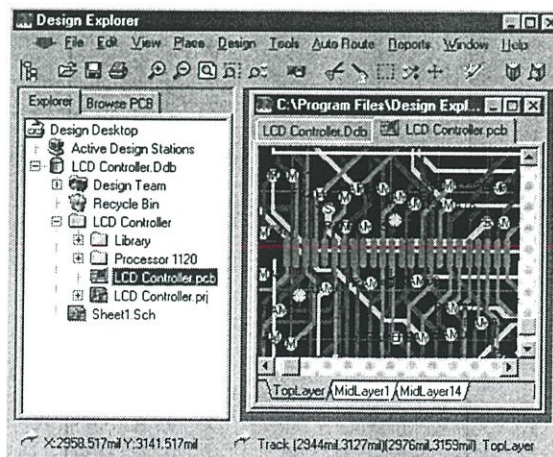 Design Explorer
File Edit View Place Design Tools Auto Route Reports Window Help
Explorer Browse PCB
Design Desktop
Active Design Stations
LCD Controller.Ddb
Design Team
Recycle Bin
LCD Controller
Library
Processor 1120
LCD Controller.pcb
LCD Controller.prj
Sheet1.Sch
C:\Program Files\Design Expl...
LCD Controller.Ddb LCD Controller.pcb
TopLayer MidLayer1 MidLayer14
X:2958.517mil Y:3141.517mil Track (2944mil,3127mil)(2976mil,3159mil) TopLayer